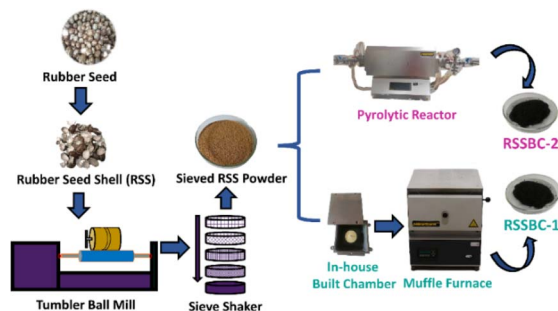 Rubber Seed
Rubber Seed Shell (RSS)
Tumbler Ball Mill
Sieve Shaker
Sieved RSS Powder
Pyrolytic Reactor
RSSBC-2
In-house
Built Chamber
Muffle Furnace
RSSBC-1